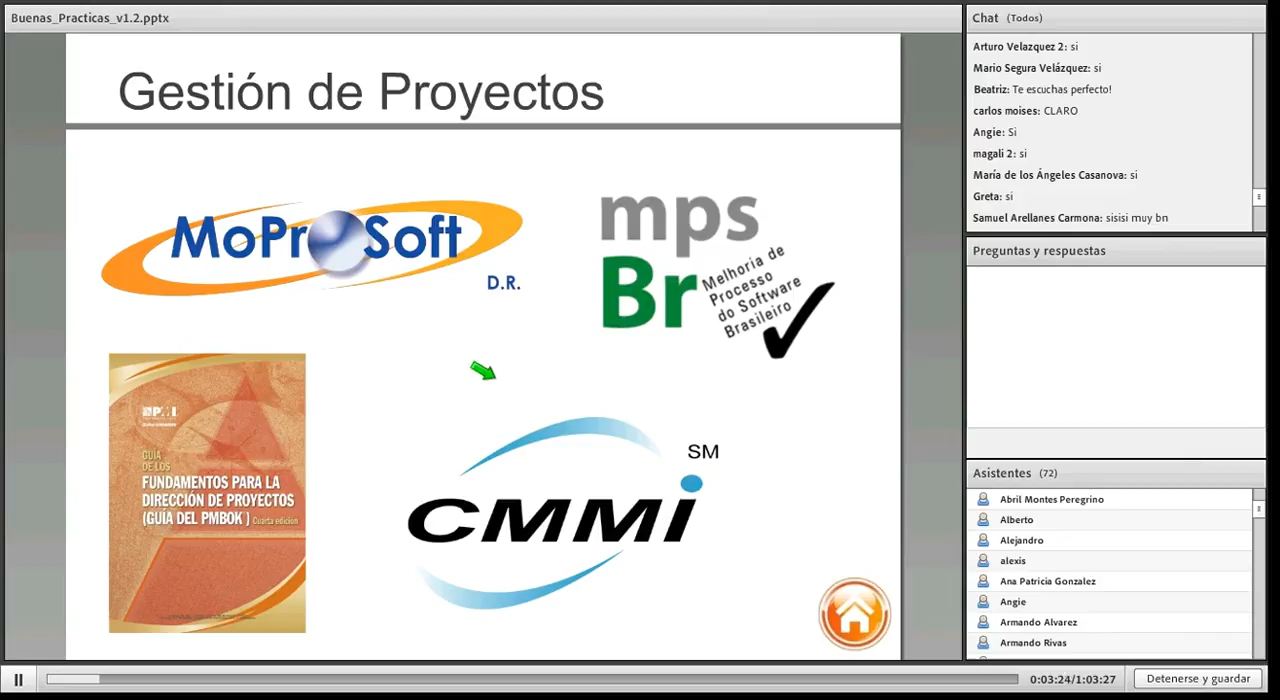 Buenas_Practicas_v1.2.pptx
Gestión de Proyectos
MoProSoft
D.R.
mps
Br
Melhoria de
Processo
do Software
Brasileiro
PMI
GUÍA
DE LOS
FUNDAMENTOS PARA LA
DIRECCIÓN DE PROYECTOS
(GUÍA DEL PMBOK ) Cuarta edición
SM
CMMi
Chat (Todos)
Arturo Velazquez 2: si
Mario Segura Velázquez: si
Beatriz: Te escuchas perfecto!
carlos moises: CLARO
Angie: Si
magali 2: si
María de los Ángeles Casanova: si
Greta: si
Samuel Arellanes Carmona: sisisi muy bn
Preguntas y respuestas
Asistentes (72)
Abril Montes Peregrino
Alberto
Alejandro
alexis
Ana Patricia Gonzalez
Angie
Armando Alvarez
Armando Rivas
0:03:24/1:03:27
Detenerse y guardar